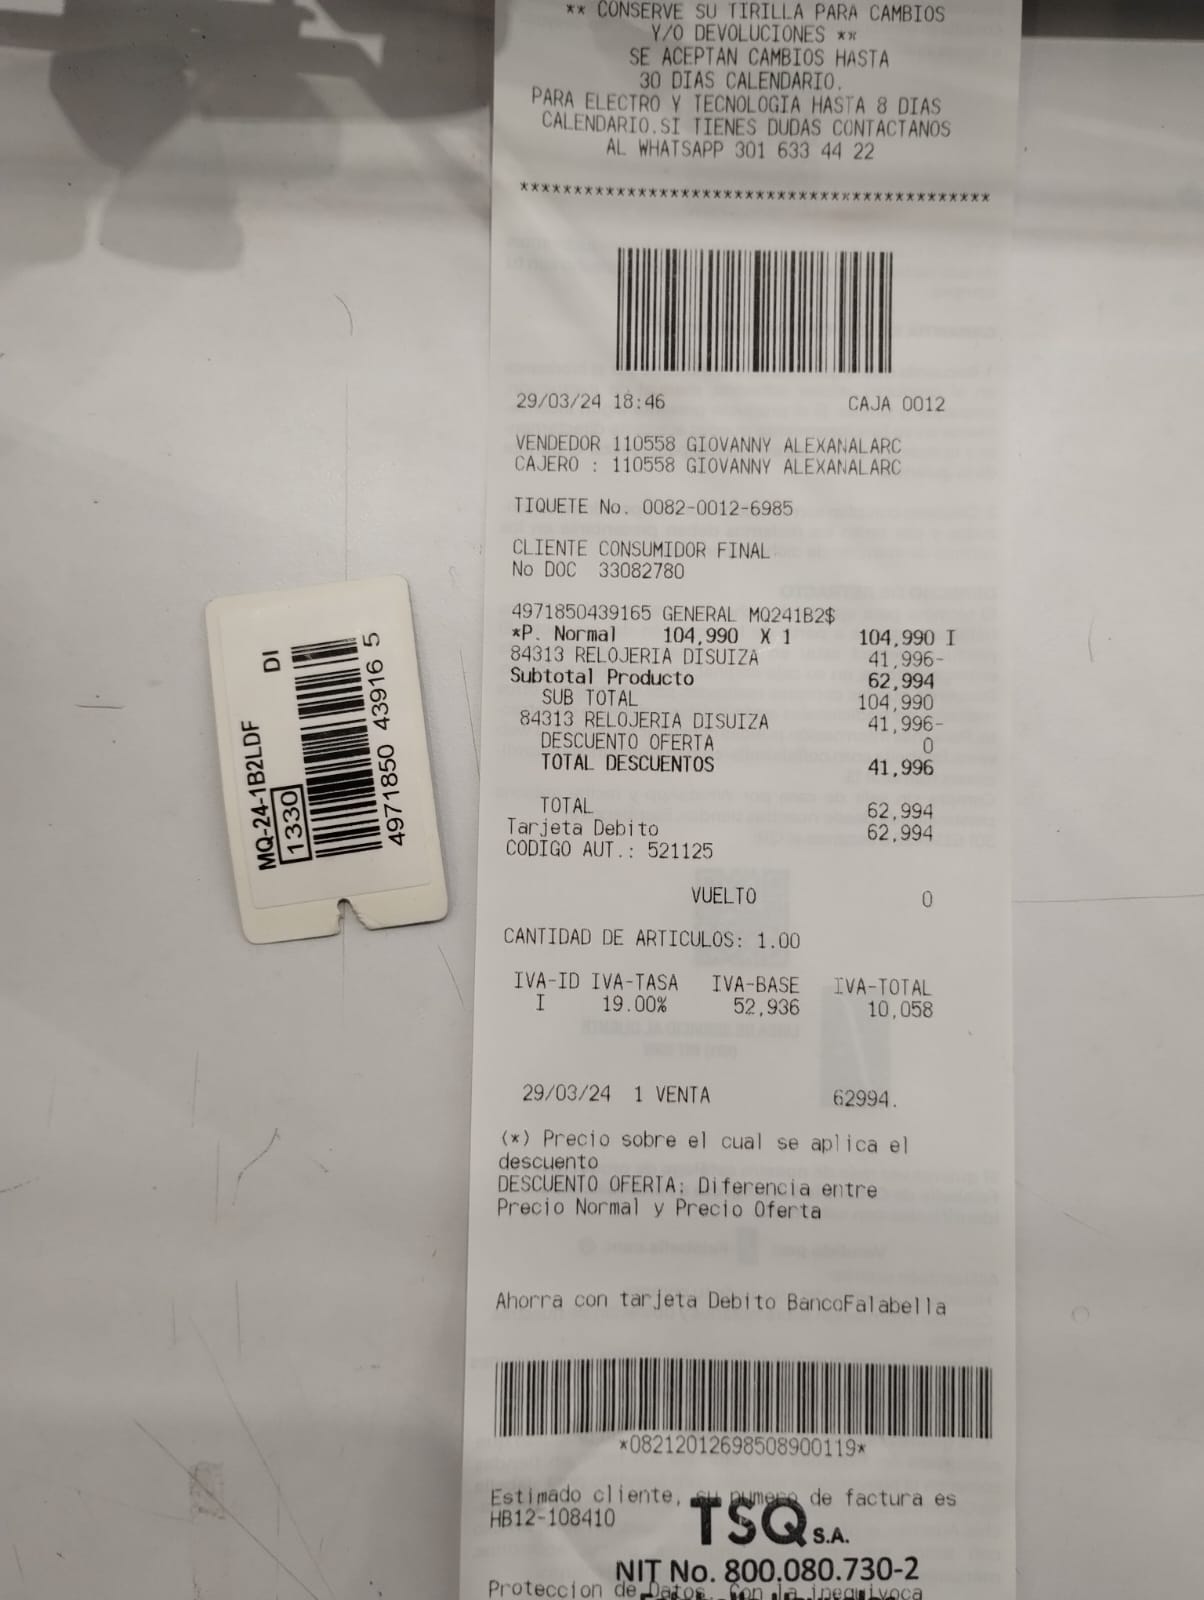 ** CONSERVE SU TIRILLA PARA CAMBIOS
Y/O DEVOLUCIONES **
SE ACEPTAN CAMBIOS HASTA
30 DIAS CALENDARIO.
PARA ELECTRO Y TECNOLOGIA HASTA 8 DIAS
CALENDARIO.SI TIENES DUDAS CONTACTANOS
AL WHATSAPP 301 633 44 22
*******************************************
29/03/24 18:46 CAJA 0012
VENDEDOR 110558 GIOVANNY ALEXANALARC
CAJERO : 110558 GIOVANNY ALEXANALARC
TIQUETE No. 0082-0012-6985
CLIENTE CONSUMIDOR FINAL
No DOC 33082780
4971850439165 GENERAL MQ241B2$
*P. Normal 104,990 X 1 104,990 I
84313 RELOJERIA DISUIZA 41,996-
Subtotal Producto 62,994
SUB TOTAL 104,990
84313 RELOJERIA DISUIZA 41,996-
DESCUENTO OFERTA 0
TOTAL DESCUENTOS 41,996
TOTAL 62,994
Tarjeta Debito 62,994
CODIGO AUT.: 521125
VUELTO 0
CANTIDAD DE ARTICULOS: 1.00
IVA-ID IVA-TASA IVA-BASE IVA-TOTAL
I 19.00% 52,936 10,058
29/03/24 1 VENTA 62994.
(*) Precio sobre el cual se aplica el
descuento
DESCUENTO OFERTA: Diferencia entre
Precio Normal y Precio Oferta
Ahorra con tarjeta Debito BancoFalabella
*08212012698508900119*
Estimado cliente, su numero de factura es
HB12-108410
TSQ S.A.
NIT No. 800.080.730-2
Proteccion de Datos. Con la inequivoca
MQ-24-1B2LDF DI
1330
4971850 43916 5